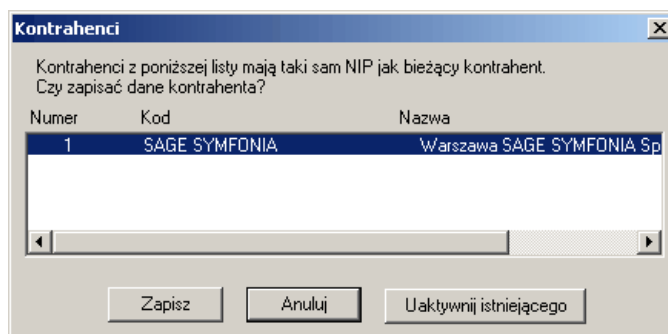 Kontrahenci
Kontrahenci z poniższej listy mają taki sam NIP jak bieżący kontrahent.
Czy zapisać dane kontrahenta?
Numer Kod Nazwa
1 SAGE SYMFONIA Warszawa SAGE SYMFONIA Sp
Zapisz Anuluj Uaktywnij istniejącego